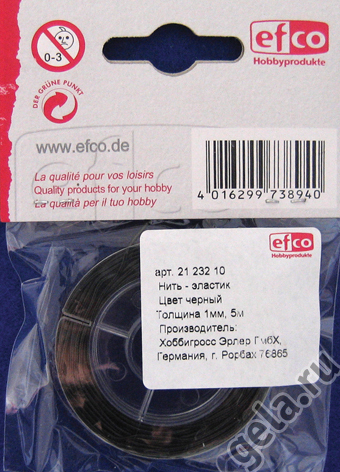 efco
Hobbyprodukte
0-3
DER GRÜNE PUNKT
www.efco.de
La qualité pour vos loisirs
Quality products for your hobby
La qualità per il tuo hobby
4 016299 738940
efco
Hobbyprodukte
арт. 21 232 10
Нить - эластик
Цвет черный
Толщина 1мм, 5м
Производитель:
Хоббигросс Эрлер ГмбХ,
Германия, г. Рорбах 76865
gela.ru